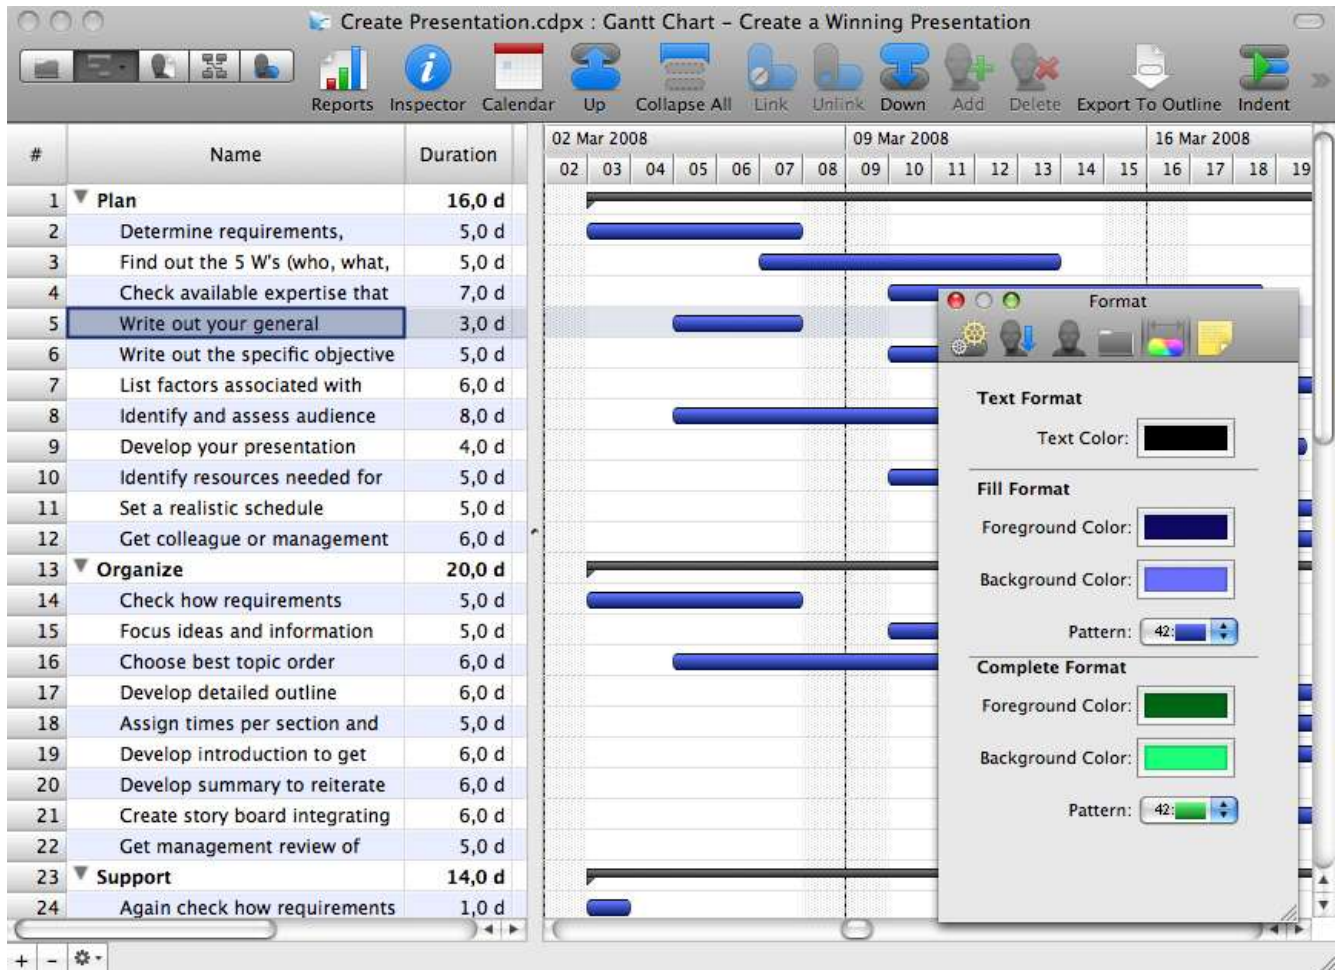 Create Presentation.cdpx : Gantt Chart – Create a Winning Presentation
Reports Inspector Calendar Up Collapse All Link Unlink Down Add Delete Export To Outline Indent
# Name Duration 02 Mar 2008 09 Mar 2008 16 Mar 2008
02 03 04 05 06 07 08 09 10 11 12 13 14 15 16 17 18 19
1 Plan 16,0 d
2 Determine requirements, 5,0 d
3 Find out the 5 W's (who, what, 5,0 d
4 Check available expertise that 7,0 d
5 Write out your general 3,0 d
6 Write out the specific objective 5,0 d
7 List factors associated with 6,0 d
8 Identify and assess audience 8,0 d
9 Develop your presentation 4,0 d
10 Identify resources needed for 5,0 d
11 Set a realistic schedule 5,0 d
12 Get colleague or management 6,0 d
13 Organize 20,0 d
14 Check how requirements 5,0 d
15 Focus ideas and information 5,0 d
16 Choose best topic order 6,0 d
17 Develop detailed outline 6,0 d
18 Assign times per section and 5,0 d
19 Develop introduction to get 6,0 d
20 Develop summary to reiterate 6,0 d
21 Create story board integrating 6,0 d
22 Get management review of 5,0 d
23 Support 14,0 d
24 Again check how requirements 1,0 d
Format
Text Format
Text Color:
Fill Format
Foreground Color:
Background Color:
Pattern: 42:
Complete Format
Foreground Color:
Background Color:
Pattern: 42: